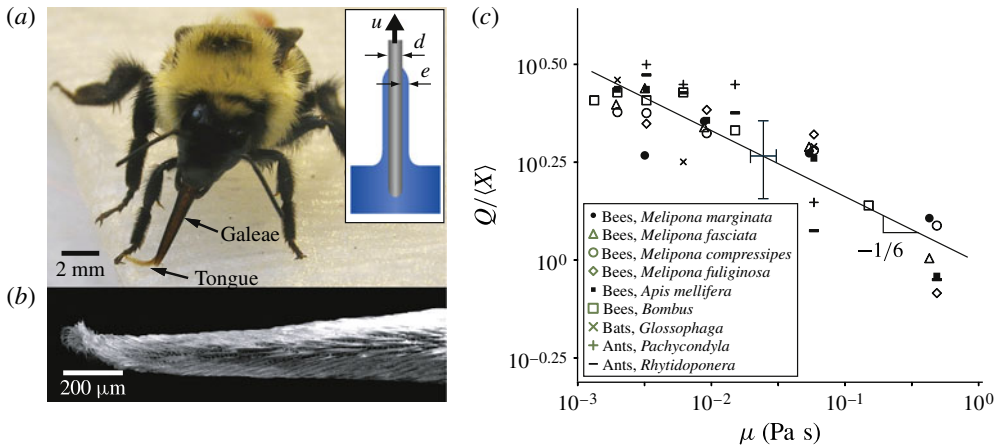 (a)
u
d
e
Galeae
Tongue
2 mm
(b)
200 μm
(c)
Q/⟨X⟩
10^0.50
10^0.25
10^0
10^−0.25
Bees, Melipona marginata
Bees, Melipona fasciata
Bees, Melipona compressipes
Bees, Melipona fuliginosa
Bees, Apis mellifera
Bees, Bombus
Bats, Glossophaga
Ants, Pachycondyla
Ants, Rhytidoponera
−1/6
10^−3
10^−2
10^−1
10^0
μ (Pa s)